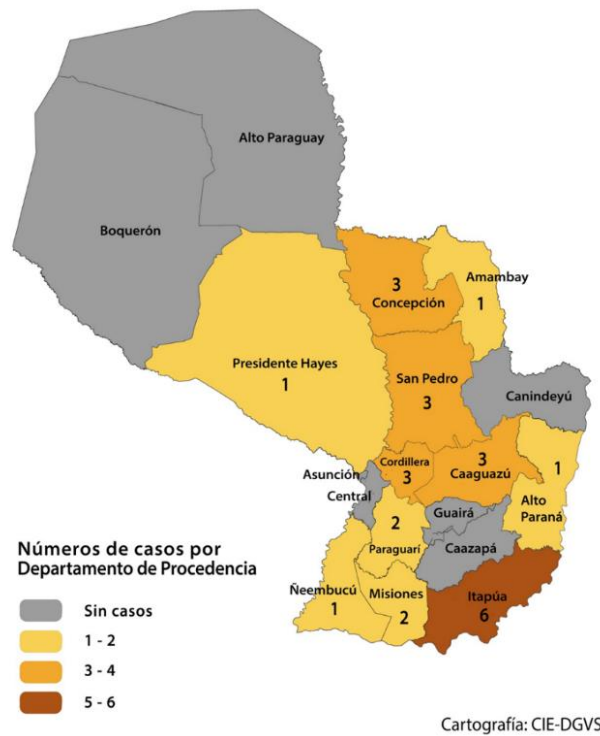 Alto Paraguay
Boquerón
3
Concepción
Amambay
1
Presidente Hayes
1
San Pedro
3
Canindeyú
Cordillera
3
3
Caaguazú
1
Alto
Paraná
Asunción
Central
2
Paraguarí
Guairá
Caazapá
Ñeembucú
1
Misiones
2
Itapúa
6
Números de casos por
Departamento de Procedencia
Sin casos
1 - 2
3 - 4
5 - 6
Cartografía: CIE-DGVS